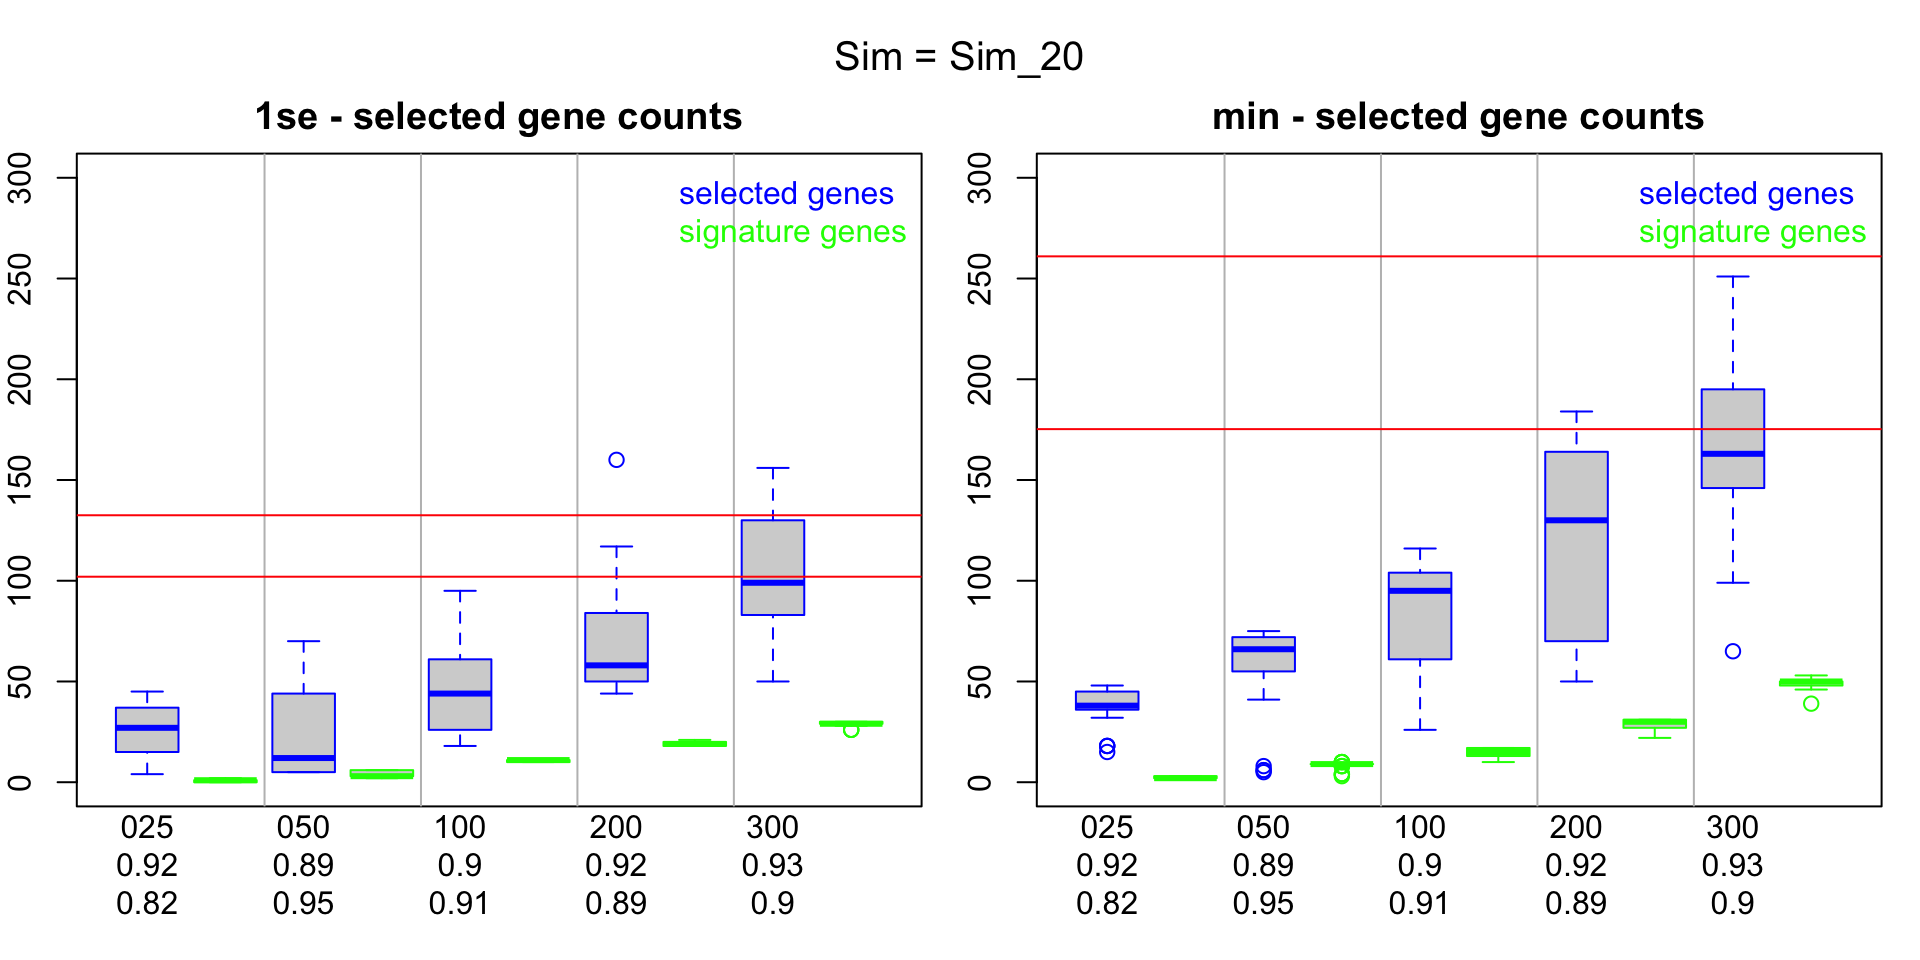 Sim = Sim_20
1se - selected gene counts
300
250
200
150
100
50
0
selected genes
signature genes
025 050 100 200 300
0.92 0.89 0.9 0.92 0.93
0.82 0.95 0.91 0.89 0.9
min - selected gene counts
300
250
200
150
100
50
0
selected genes
signature genes
025 050 100 200 300
0.92 0.89 0.9 0.92 0.93
0.82 0.95 0.91 0.89 0.9